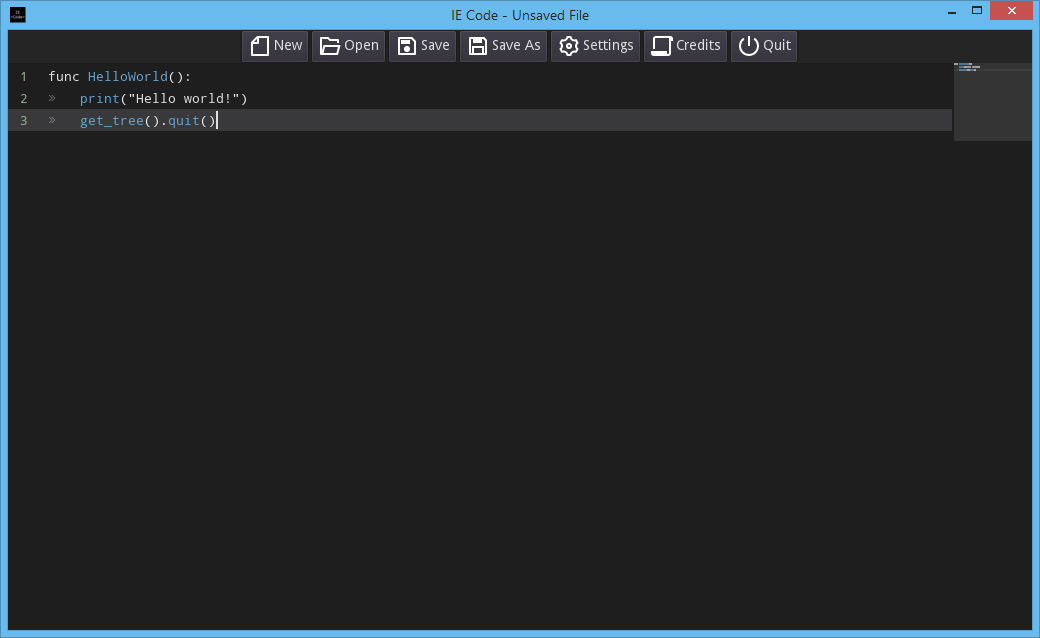 IE Code - Unsaved File
New Open Save Save As Settings Credits Quit
1 func HelloWorld():
2 » print("Hello world!")
3 » get_tree().quit()